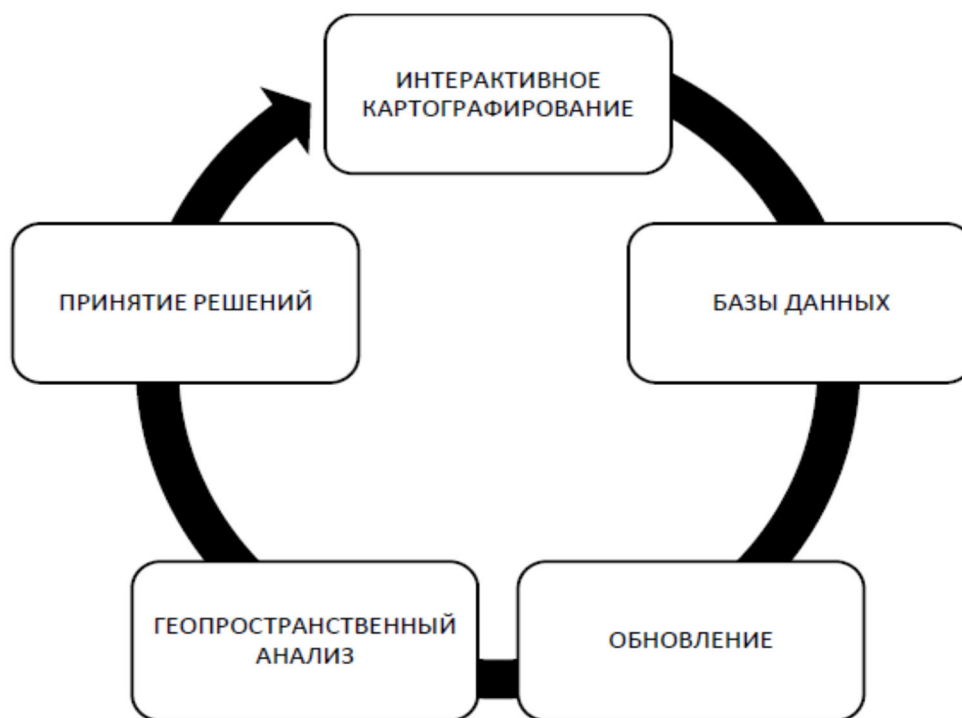 ИНТЕРАКТИВНОЕ
КАРТОГРАФИРОВАНИЕ
ПРИНЯТИЕ РЕШЕНИЙ
БАЗЫ ДАННЫХ
ГЕОПРОСТРАНСТВЕННЫЙ
АНАЛИЗ
ОБНОВЛЕНИЕ